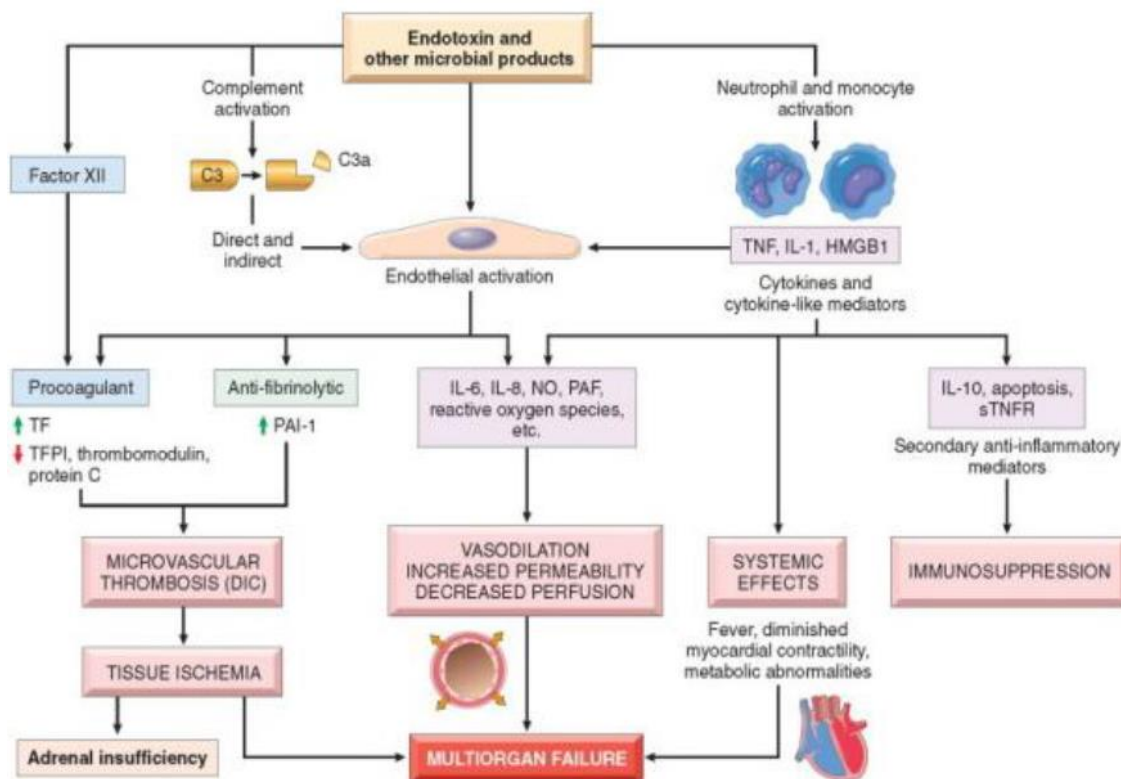 Endotoxin and
other microbial products
Complement
activation
Neutrophil and monocyte
activation
Factor XII
C3
C3a
Direct and
indirect
Endothelial activation
TNF, IL-1, HMGB1
Cytokines and
cytokine-like mediators
Procoagulant
TF
TFPI, thrombomodulin,
protein C
Anti-fibrinolytic
PAI-1
IL-6, IL-8, NO, PAF,
reactive oxygen species,
etc.
IL-10, apoptosis,
sTNFR
Secondary anti-inflammatory
mediators
MICROVASCULAR
THROMBOSIS (DIC)
VASODILATION
INCREASED PERMEABILITY
DECREASED PERFUSION
SYSTEMIC
EFFECTS
IMMUNOSUPPRESSION
Fever, diminished
myocardial contractility,
metabolic abnormalities
TISSUE ISCHEMIA
Adrenal insufficiency
MULTIORGAN FAILURE